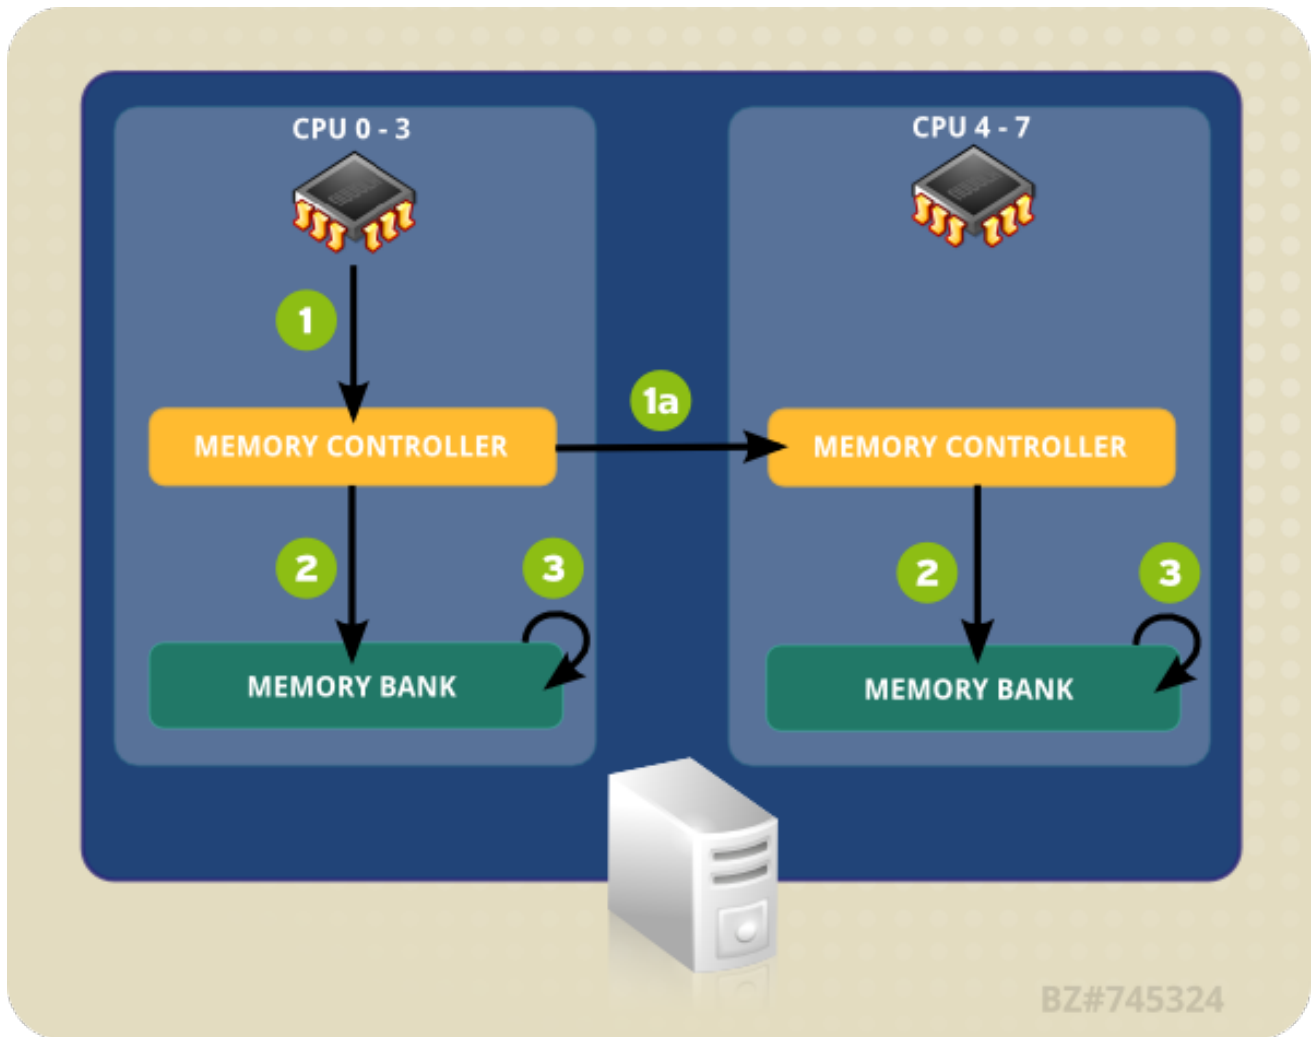 CPU 0 - 3
CPU 4 - 7
1
1a
MEMORY CONTROLLER
MEMORY CONTROLLER
2
3
2
3
MEMORY BANK
MEMORY BANK
BZ#745324